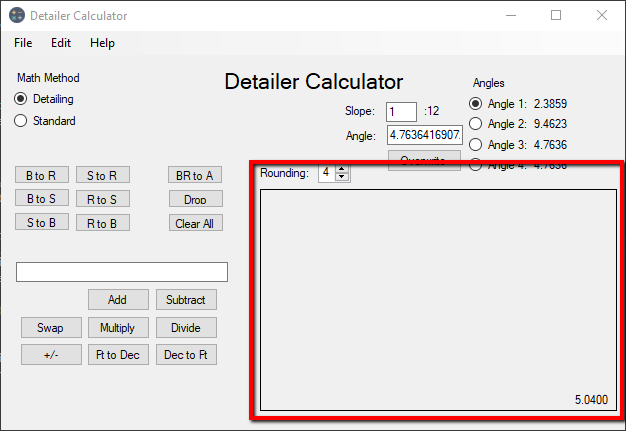 Detailer Calculator
File Edit Help
Math Method
Detailing
Standard
Detailer Calculator
Slope: 1 :12
Angle: 4.7636416907
Overwrite
Angles
Angle 1: 2.3859
Angle 2: 9.4623
Angle 3: 4.7636
Angle 4: 4.7636
B to R S to R BR to A
B to S R to S Drop
S to B R to B Clear All
Rounding: 4
Add Subtract
Swap Multiply Divide
+/- Ft to Dec Dec to Ft
5.0400